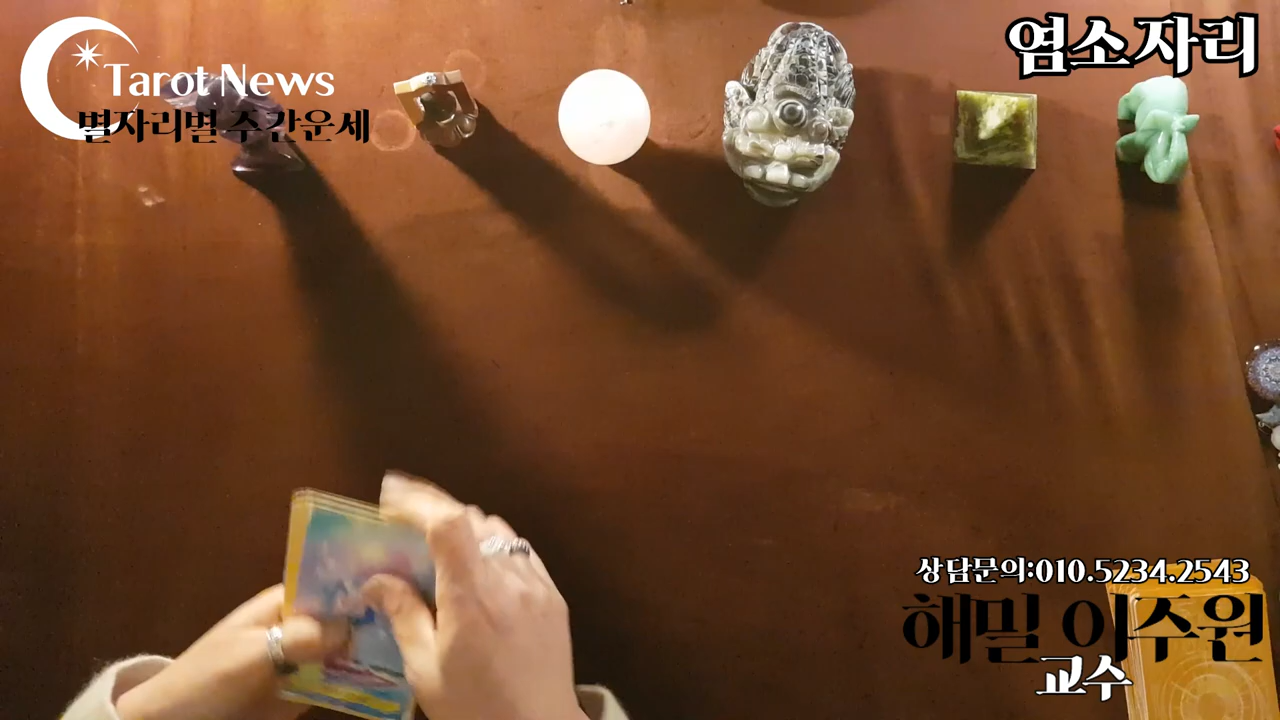 Tarot News
별자리별 주간운세
염소자리
상담문의:010.5234.2543
해밀 이주원
교수